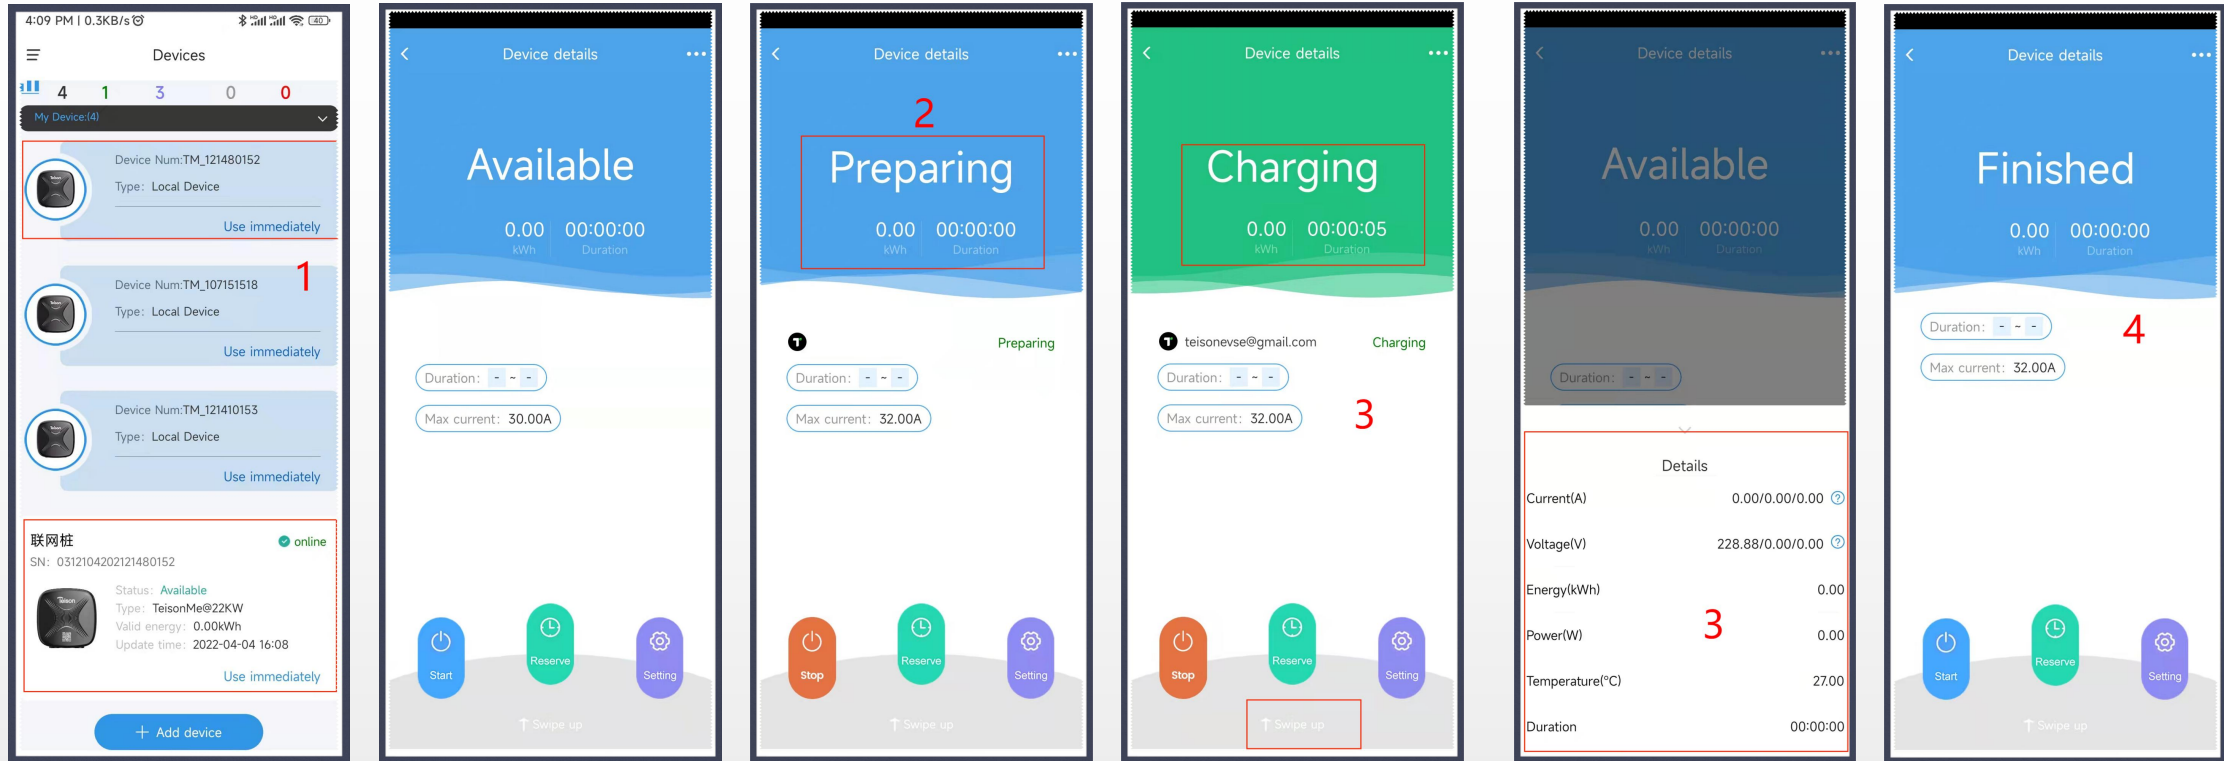 4:09 PM | 0.3KB/s
40
Devices
4 1 3 0 0
My Device:(4)
Device Num:TM_121480152
Type: Local Device
Use immediately
1
Device Num:TM_107151518
Type: Local Device
Use immediately
Device Num:TM_121410153
Type: Local Device
Use immediately
联网桩
online
SN: 0312104202121480152
Teison
Status: Available
Type: TeisonMe@22KW
Valid energy: 0.00kWh
Update time: 2022-04-04 16:08
Use immediately
+ Add device
Device details
Available
0.00 00:00:00
kWh Duration
Duration: - ~ -
Max current: 30.00A
Start
Reserve
Setting
Swipe up
Device details
2
Preparing
0.00 00:00:00
kWh Duration
Preparing
Duration: - ~ -
Max current: 32.00A
Stop
Reserve
Setting
Swipe up
Device details
Charging
0.00 00:00:05
kWh Duration
teisonevse@gmail.com Charging
Duration: - ~ -
Max current: 32.00A
3
Stop
Reserve
Setting
Swipe up
Device details
Available
0.00 00:00:00
kWh Duration
Duration: - ~ -
Details
Current(A) 0.00/0.00/0.00
Voltage(V) 228.88/0.00/0.00
Energy(kWh) 0.00
3
Power(W) 0.00
Temperature(°C) 27.00
Duration 00:00:00
Device details
Finished
0.00 00:00:00
kWh Duration
Duration: - ~ -
4
Max current: 32.00A
Start
Reserve
Setting
Swipe up